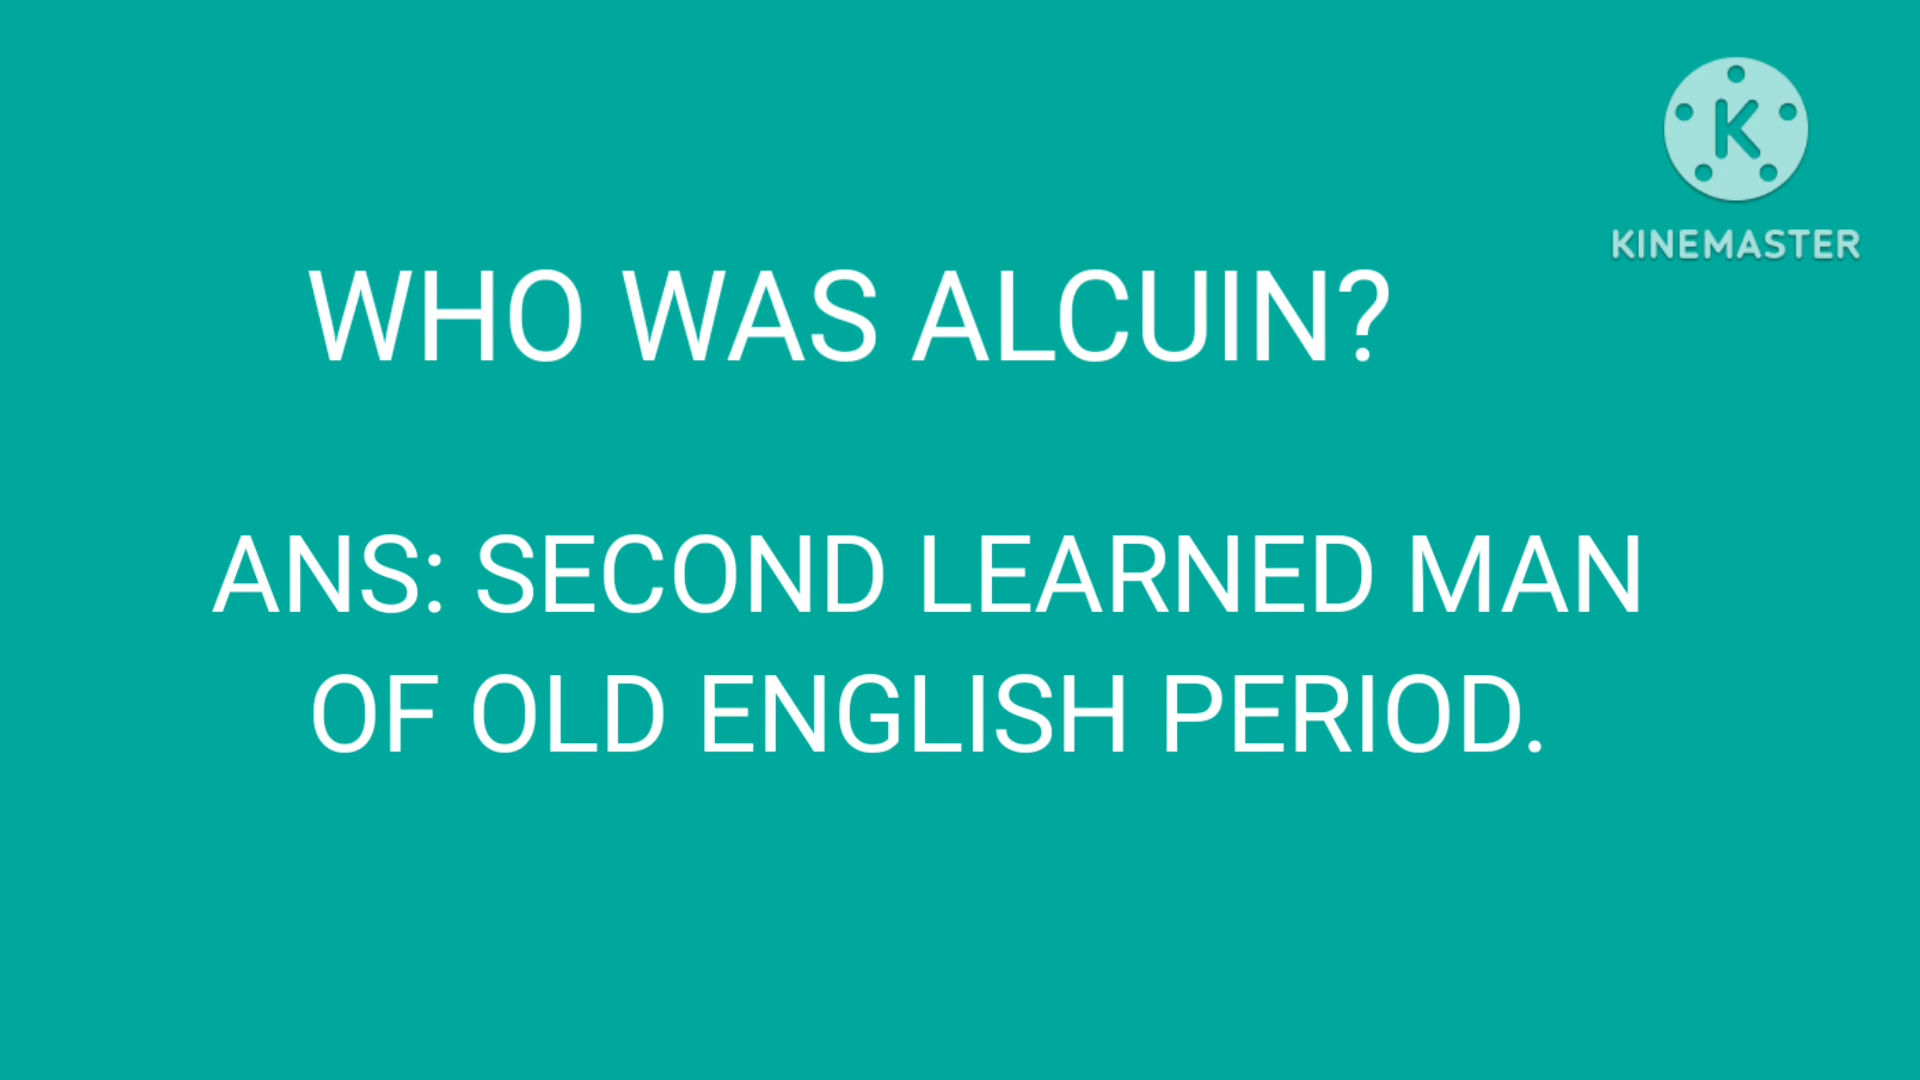 K
KINEMASTER
WHO WAS ALCUIN?
ANS: SECOND LEARNED MAN
OF OLD ENGLISH PERIOD.